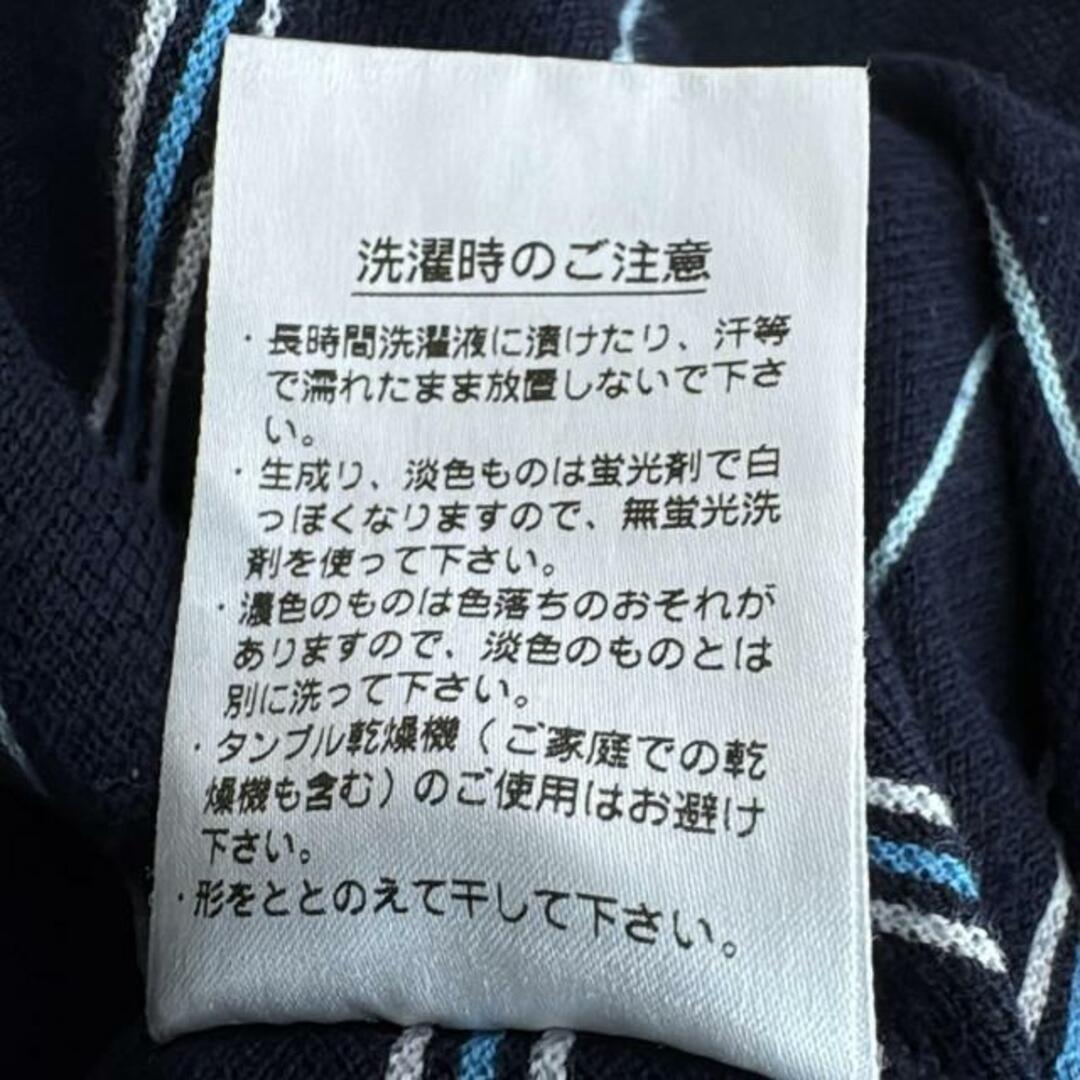 洗濯時のご注意
・長時間洗濯液に漬けたり、汗等
で濡れたまま放置しないで下さ
い。
・生成り、淡色ものは蛍光剤で白
っぽくなりますので、無蛍光洗
剤を使って下さい。
・濃色のものは色落ちのおそれが
ありますので、淡色のものとは
別に洗って下さい。
・タンブル乾燥機（ご家庭での乾
燥機も含む）のご使用はお避け
下さい。
・形をととのえて干して下さい。